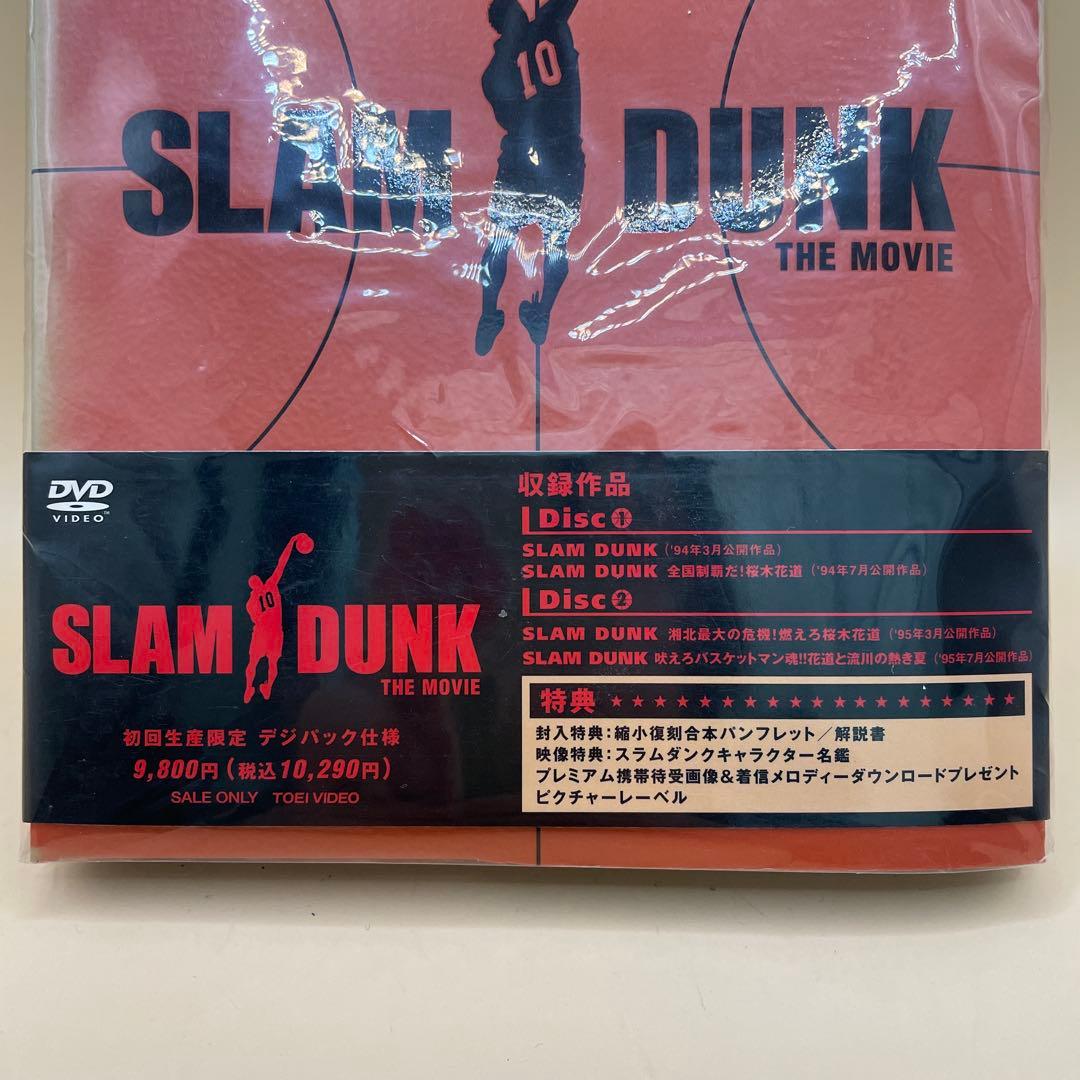 10
SLAM DUNK
THE MOVIE
DVD
VIDEO™
10
SLAM DUNK
THE MOVIE
初回生産限定 デジパック仕様
9,800円(税込10,290円)
SALE ONLY TOEI VIDEO
収録作品
Disc❶
SLAM DUNK ('94年3月公開作品)
SLAM DUNK 全国制覇だ!桜木花道 ('94年7月公開作品)
Disc❷
SLAM DUNK 湘北最大の危機!燃えろ桜木花道 ('95年3月公開作品)
SLAM DUNK 吠えろバスケットマン魂!!花道と流川の熱き夏 ('95年7月公開作品)
特典 ★★★★★★★★★★★★★★★★★★★
封入特典:縮小復刻合本パンフレット/解説書
映像特典:スラムダンクキャラクター名鑑
プレミアム携帯待受画像&着信メロディーダウンロードプレゼント
ピクチャーレーベル